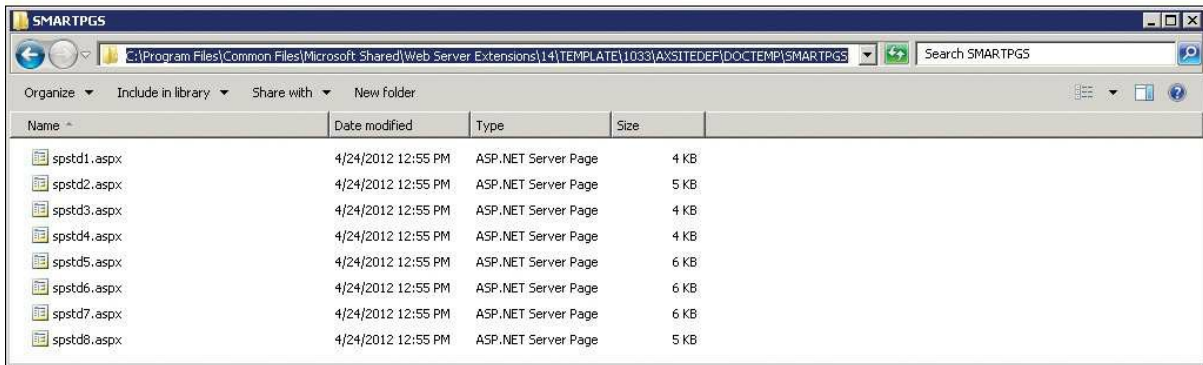 SMARTPGS
C:\Program Files\Common Files\Microsoft Shared\Web Server Extensions\14\TEMPLATE\1033\AXSITEDEF\DOCTEMP\SMARTPGS
Search SMARTPGS
Organize Include in library Share with New folder
Name Date modified Type Size
spstd1.aspx 4/24/2012 12:55 PM ASP.NET Server Page 4 KB
spstd2.aspx 4/24/2012 12:55 PM ASP.NET Server Page 5 KB
spstd3.aspx 4/24/2012 12:55 PM ASP.NET Server Page 4 KB
spstd4.aspx 4/24/2012 12:55 PM ASP.NET Server Page 4 KB
spstd5.aspx 4/24/2012 12:55 PM ASP.NET Server Page 6 KB
spstd6.aspx 4/24/2012 12:55 PM ASP.NET Server Page 6 KB
spstd7.aspx 4/24/2012 12:55 PM ASP.NET Server Page 6 KB
spstd8.aspx 4/24/2012 12:55 PM ASP.NET Server Page 5 KB